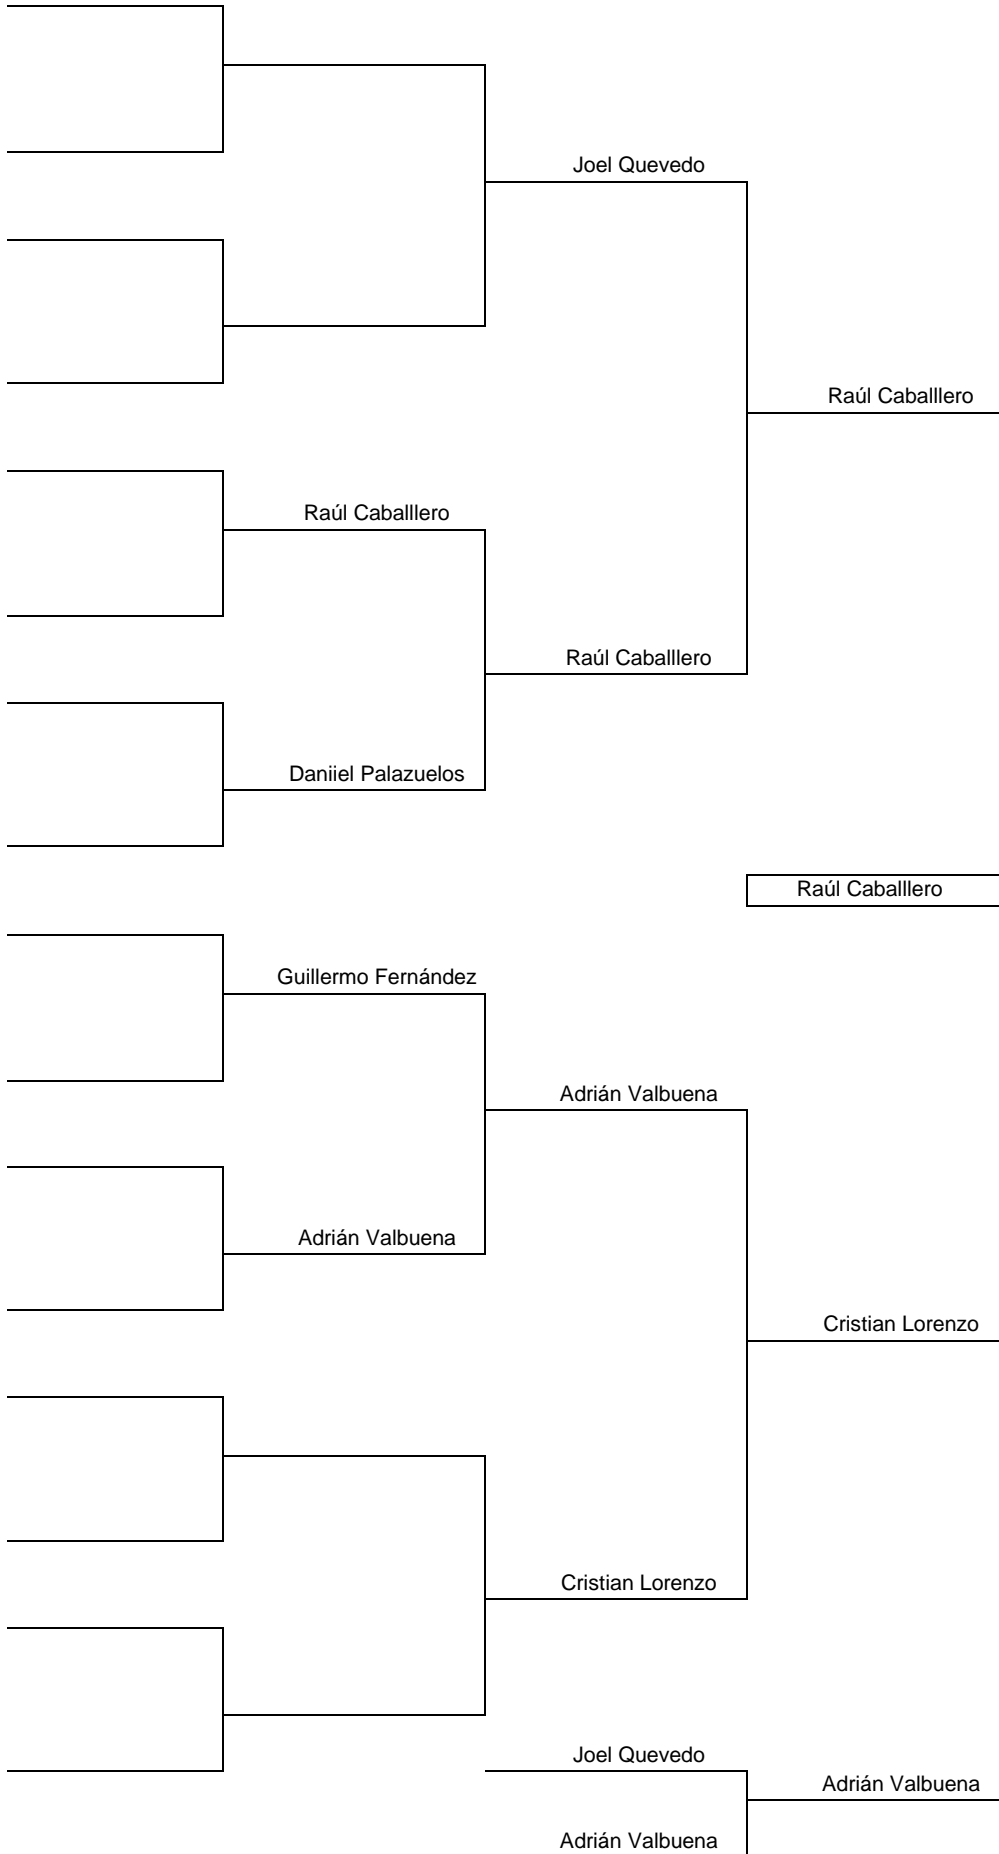 Joel Quevedo
Raúl Caballlero
Raúl Caballlero
Raúl Caballlero
Daniiel Palazuelos
Raúl Caballlero
Guillermo Fernández
Adrián Valbuena
Adrián Valbuena
Cristian Lorenzo
Cristian Lorenzo
Joel Quevedo
Adrián Valbuena
Adrián Valbuena